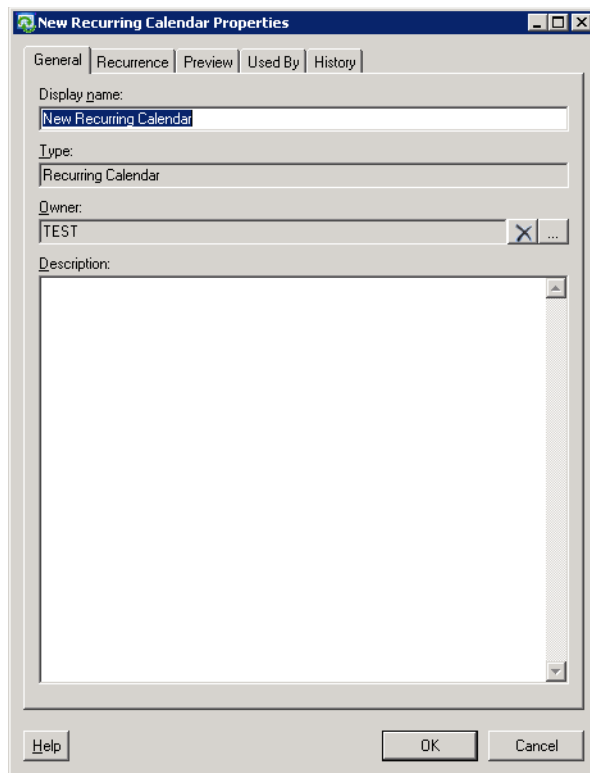 New Recurring Calendar Properties
General Recurrence Preview Used By History
Display name:
New Recurring Calendar
Type:
Recurring Calendar
Owner:
TEST
...
Description:
Help OK Cancel